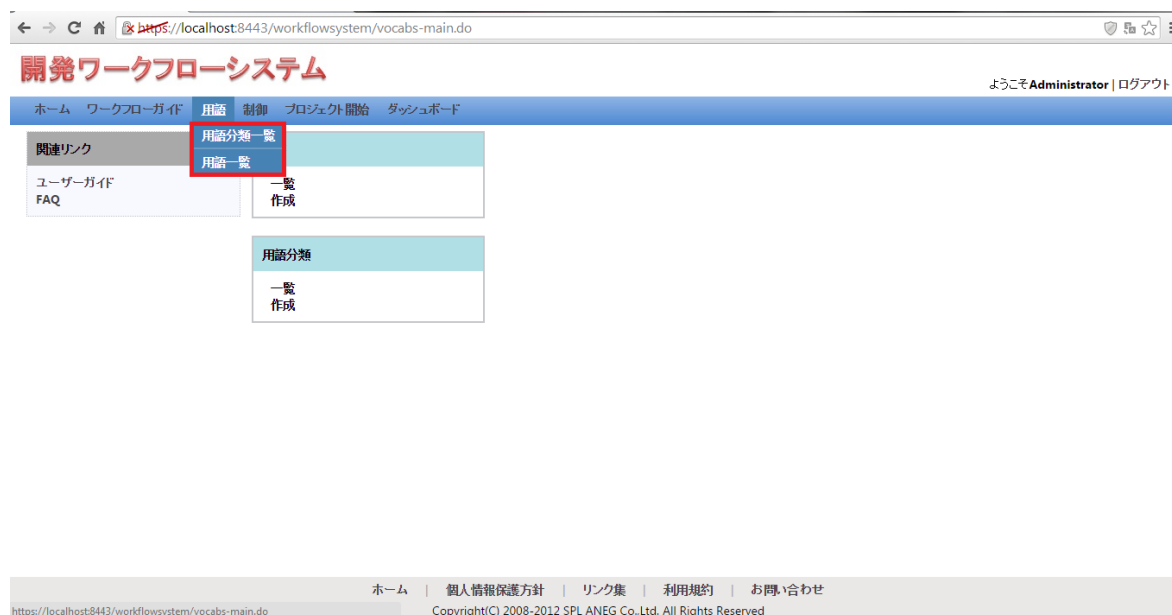 https://localhost:8443/workflowsystem/vocabs-main.do
開発ワークフローシステム
ようこそAdministrator | ログアウト
ホーム ワークフローガイド 用語 制御 プロジェクト開始 ダッシュボード
用語分類一覧
用語一覧
関連リンク
ユーザーガイド
FAQ
一覧
作成
用語分類
一覧
作成
ホーム | 個人情報保護方針 | リンク集 | 利用規約 | お問い合わせ
https://localhost:8443/workflowsystem/vocabs-main.do
Copyright(C) 2008-2012 SPL ANEG Co.,Ltd. All Rights Reserved